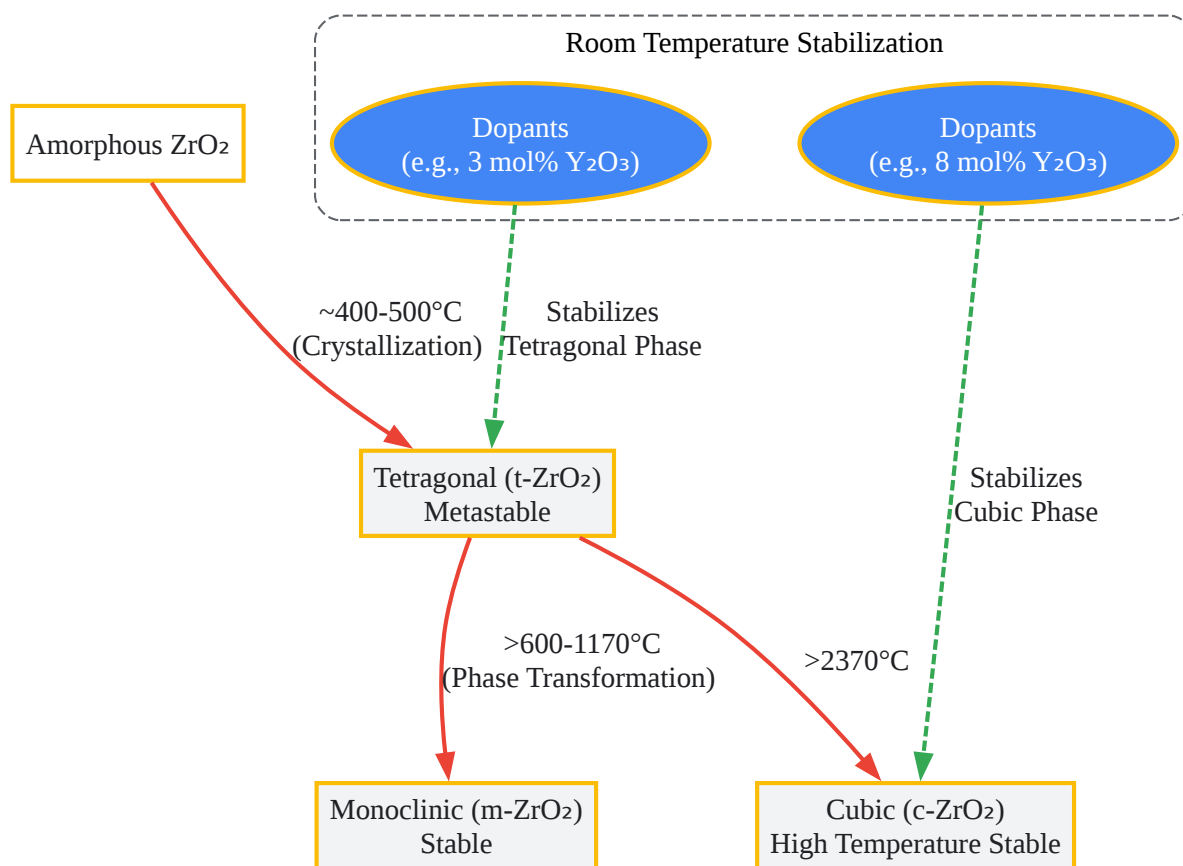 Room Temperature Stabilization
Amorphous ZrO₂
Dopants
(e.g., 3 mol% Y₂O₃)
Dopants
(e.g., 8 mol% Y₂O₃)
~400-500°C
(Crystallization)
Stabilizes
Tetragonal Phase
Tetragonal (t-ZrO₂)
Metastable
Stabilizes
Cubic Phase
>600-1170°C
(Phase Transformation)
>2370°C
Monoclinic (m-ZrO₂)
Stable
Cubic (c-ZrO₂)
High Temperature Stable